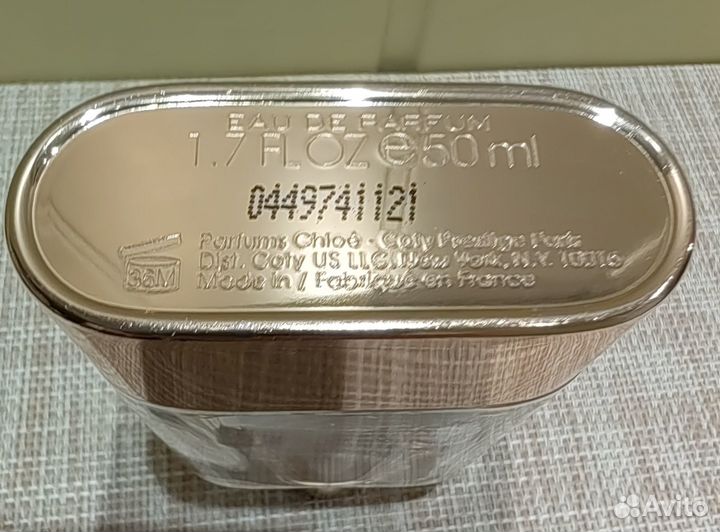 EAU DE PARFUM
1.7 FL.OZ e 50 ml
0449741121
Parfums Chloé - Coty Prestige Paris
Dist. Coty US LLC, New York, N.Y. 10016
36M Made in / Fabriqué en France
Avito